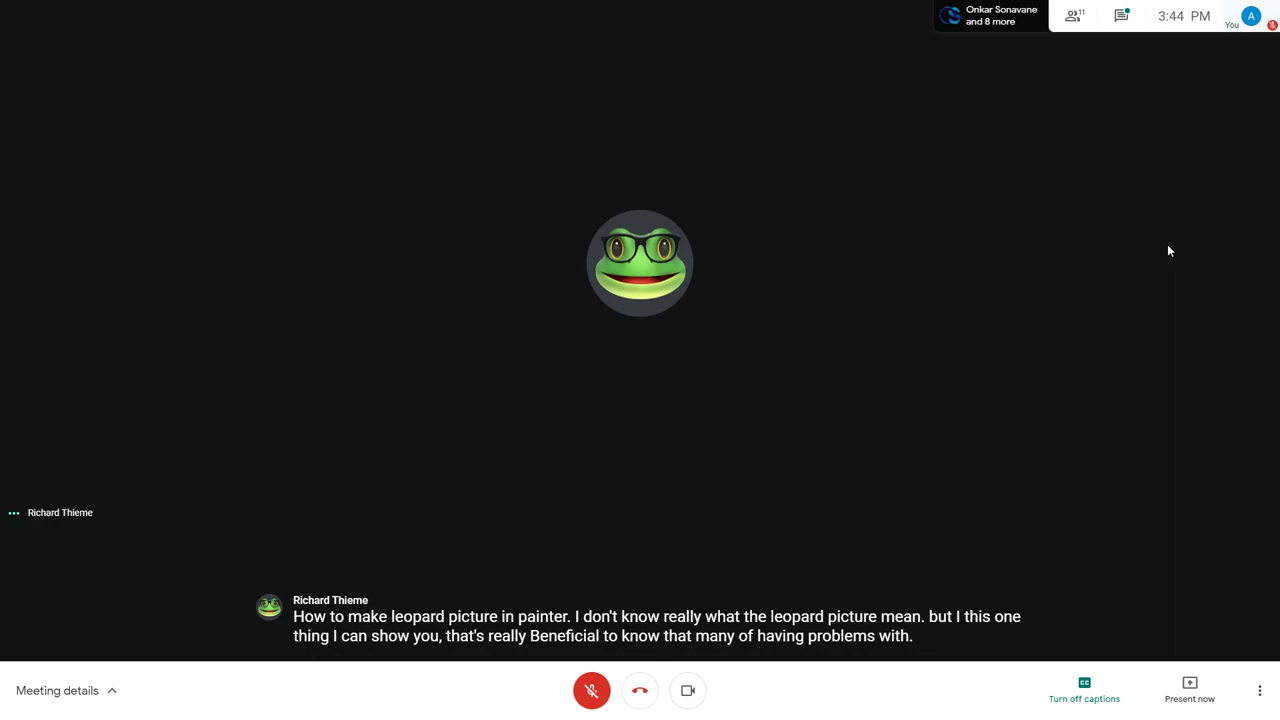 Onkar Sonavane
and 8 more
11
3:44 PM
You
A
Richard Thieme
Richard Thieme
How to make leopard picture in painter. I don't know really what the leopard picture mean. but I this one
thing I can show you, that's really Beneficial to know that many of having problems with.
Meeting details
CC
Turn off captions
Present now